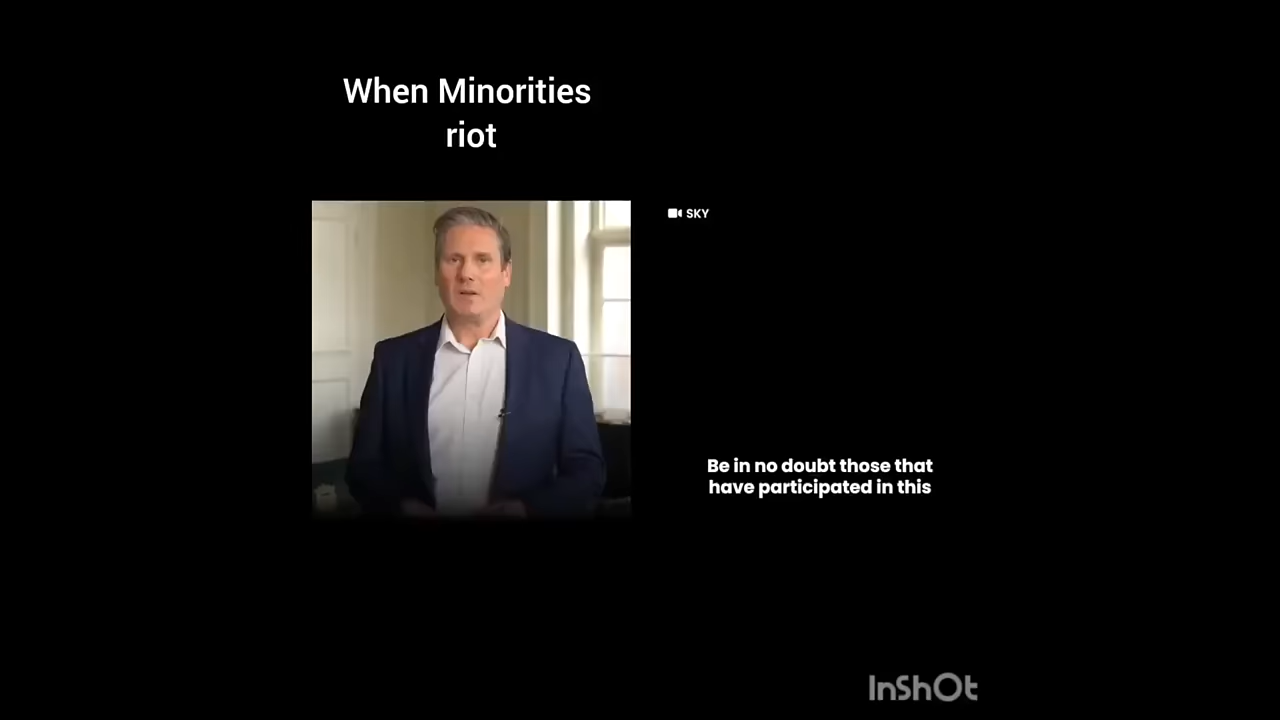 When Minorities
riot
SKY
Be in no doubt those that
have participated in this
InShOt